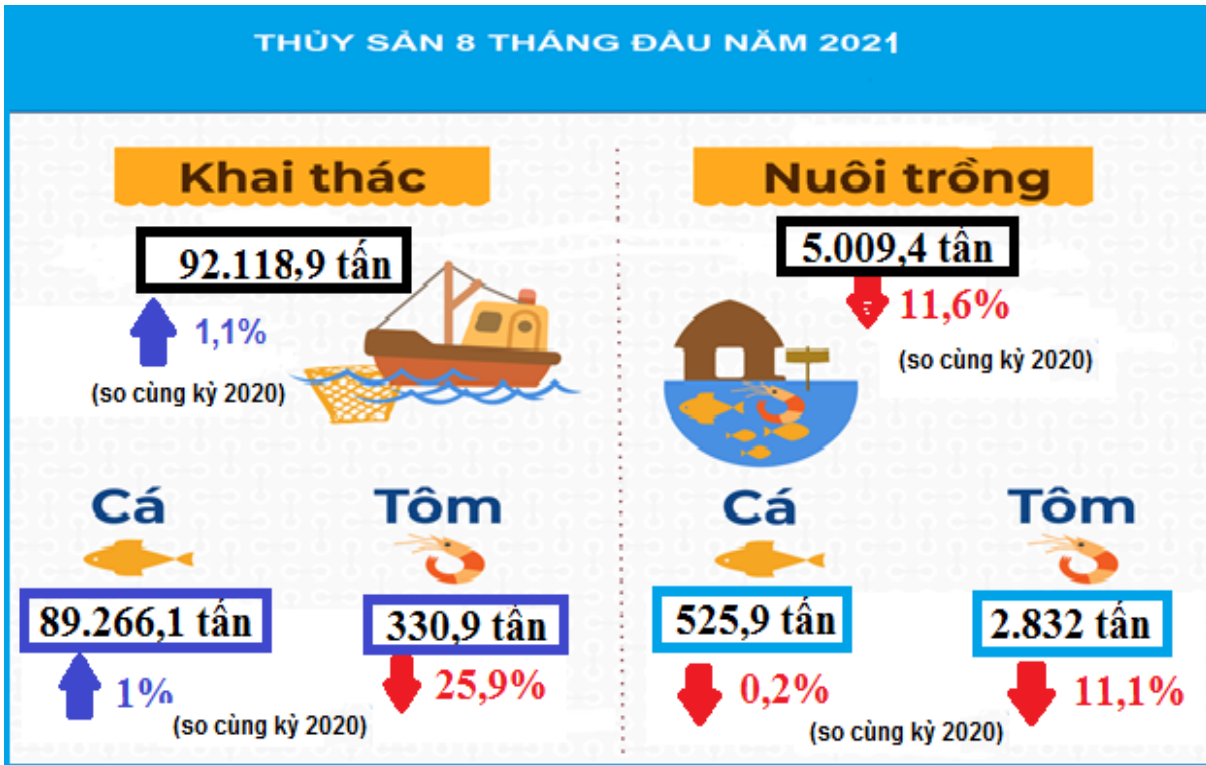 THỦY SẢN 8 THÁNG ĐẦU NĂM 2021
Khai thác
92.118,9 tấn
1,1%
(so cùng kỳ 2020)
Cá
89.266,1 tấn
1%
Tôm
330,9 tấn
25,9%
(so cùng kỳ 2020)
Nuôi trồng
5.009,4 tấn
11,6%
(so cùng kỳ 2020)
Cá
525,9 tấn
0,2%
Tôm
2.832 tấn
11,1%
(so cùng kỳ 2020)